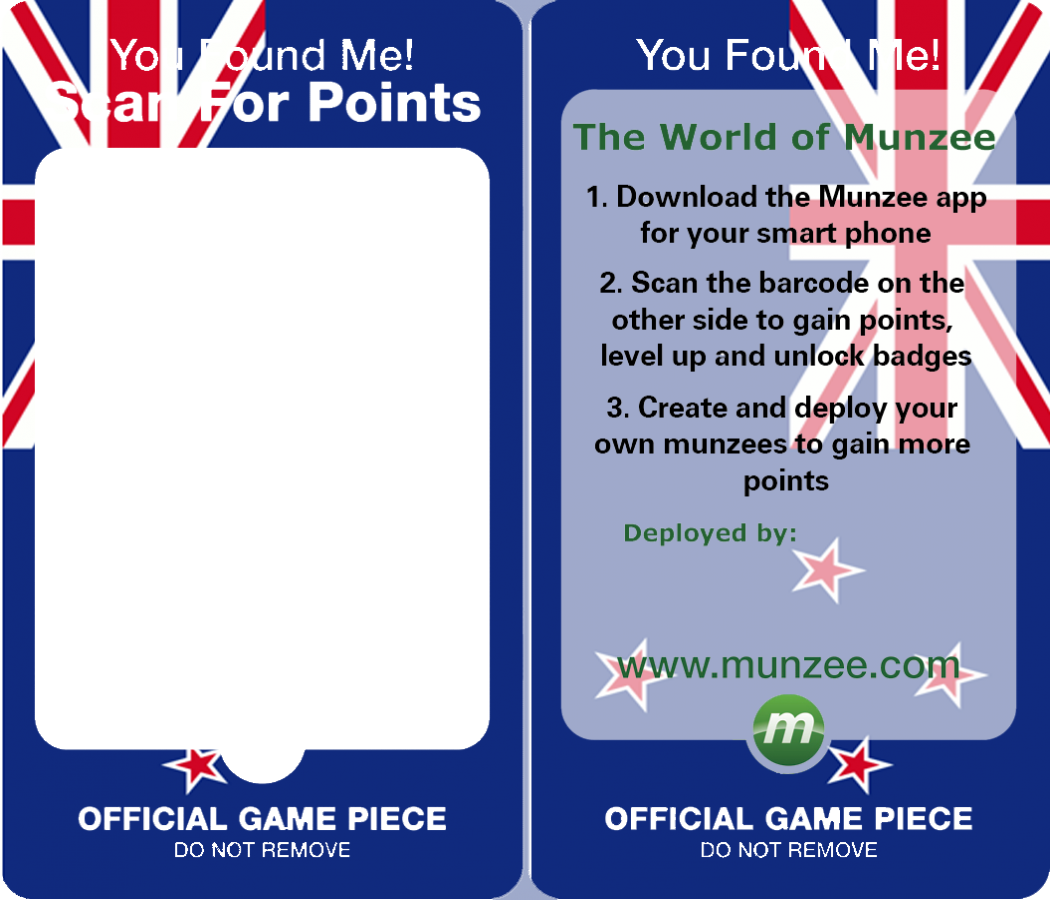 You Found Me!
Scan For Points
OFFICIAL GAME PIECE
DO NOT REMOVE
You Found Me!
The World of Munzee
1. Download the Munzee app
for your smart phone
2. Scan the barcode on the
other side to gain points,
level up and unlock badges
3. Create and deploy your
own munzees to gain more
points
Deployed by:
www.munzee.com
m
OFFICIAL GAME PIECE
DO NOT REMOVE